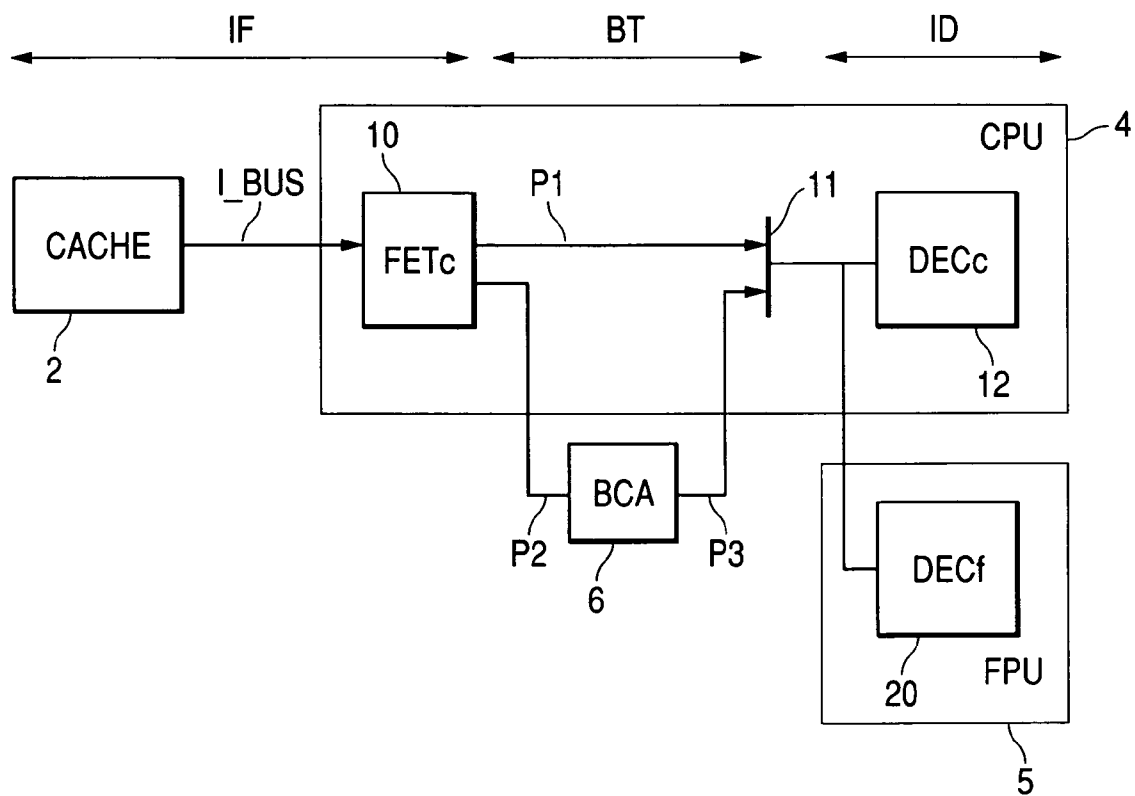 IF
BT
ID
CPU
4
10
I_BUS
P1
11
CACHE
FETc
DECc
2
12
BCA
P2
P3
6
DECf
20
FPU
5